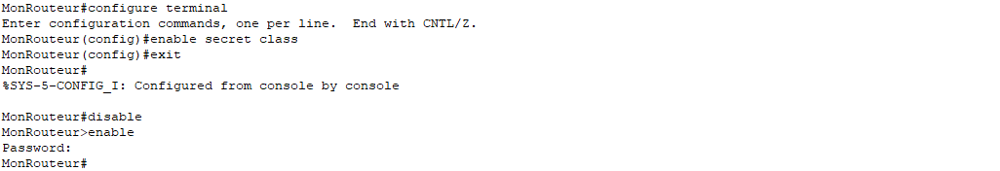 MonRouteur#configure terminal
Enter configuration commands, one per line.  End with CNTL/Z.
MonRouteur(config)#enable secret class
MonRouteur(config)#exit
MonRouteur#
%SYS-5-CONFIG_I: Configured from console by console

MonRouteur#disable
MonRouteur>enable
Password:
MonRouteur#